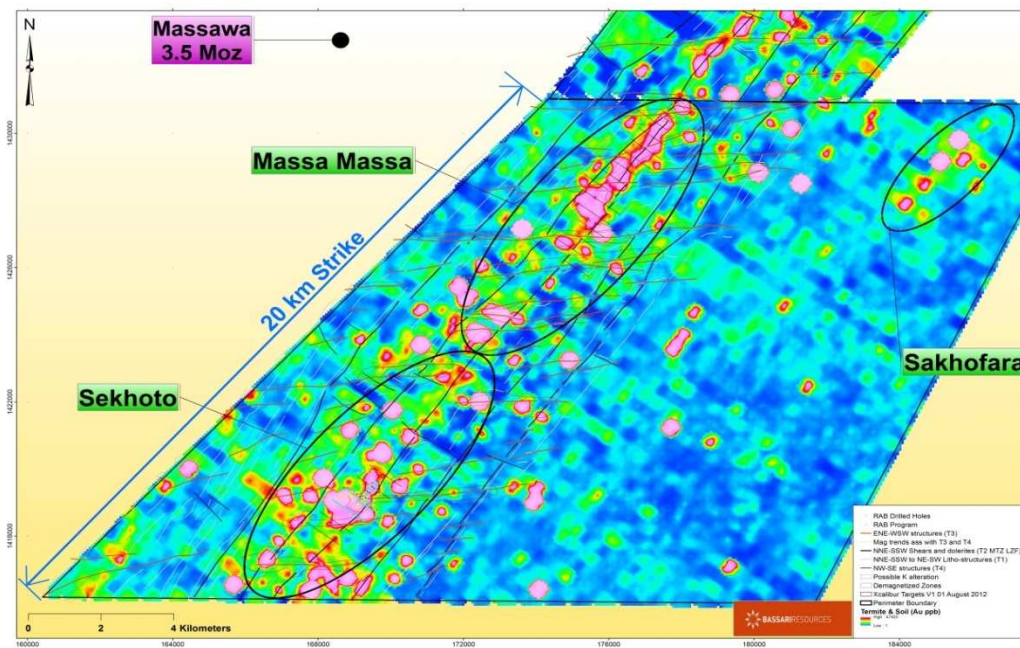 N
Massawa
3.5 Moz
Massa Massa
20 km Strike
Sekhoto
Sakhofara
1430000
1426000
1422000
1418000
0 2 4 Kilometers
160000 164000 168000 172000 176000 180000 184000
BASSARI RESOURCES
RAB Drilled Holes
RAB Program
ENE-WSW structures (T3)
Mag trends ass with T3 and T4
NNE-SSW Shears and dolerites (T2 MTZ LZF)
NNE-SSW to NE-SW Litho-structures (T1)
NW-SE structures (T4)
Possible K alteration
Demagnetized Zones
Xcalibur Targets V1 01 August 2012
Perimeter Boundary
Termite & Soil (Au ppb)
High
Low : 1